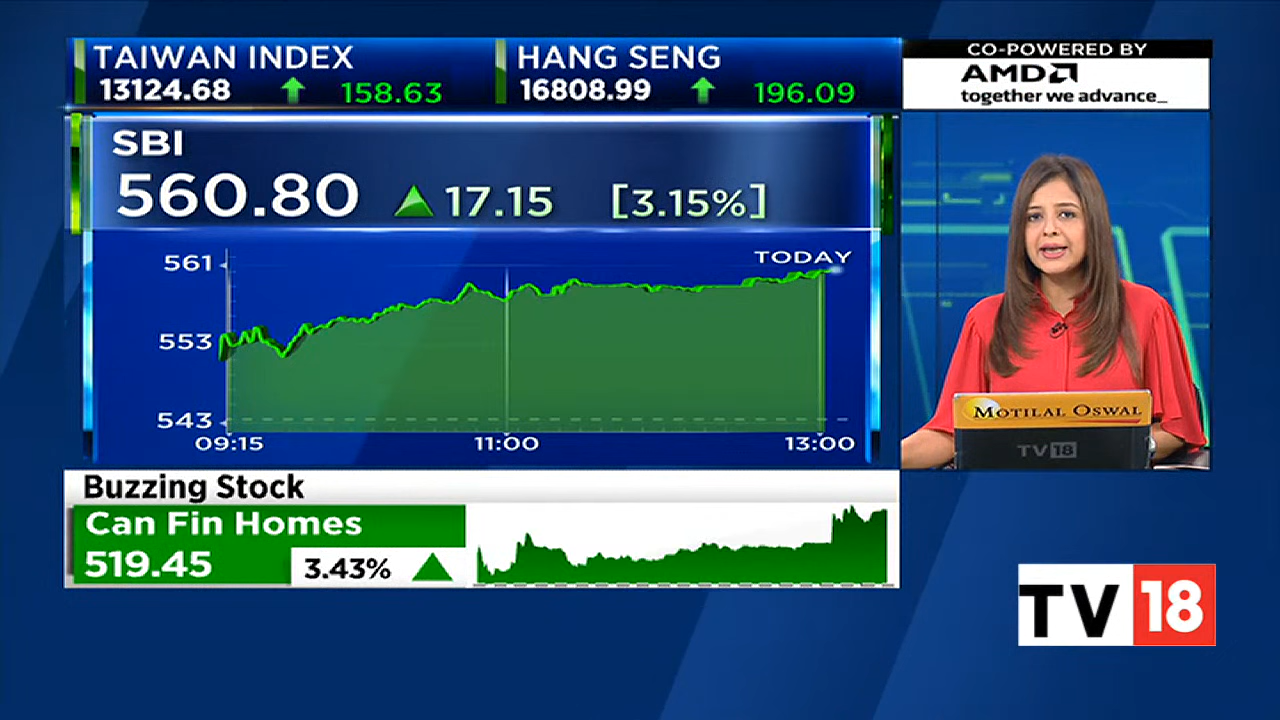 TAIWAN INDEX
13124.68 158.63
HANG SENG
16808.99 196.09
CO-POWERED BY
AMD
together we advance_
SBI
560.80 17.15 [3.15%]
TODAY
561
553
543
09:15 11:00 13:00
MOTILAL OSWAL
TV18
Buzzing Stock
Can Fin Homes
519.45 3.43%
TV18